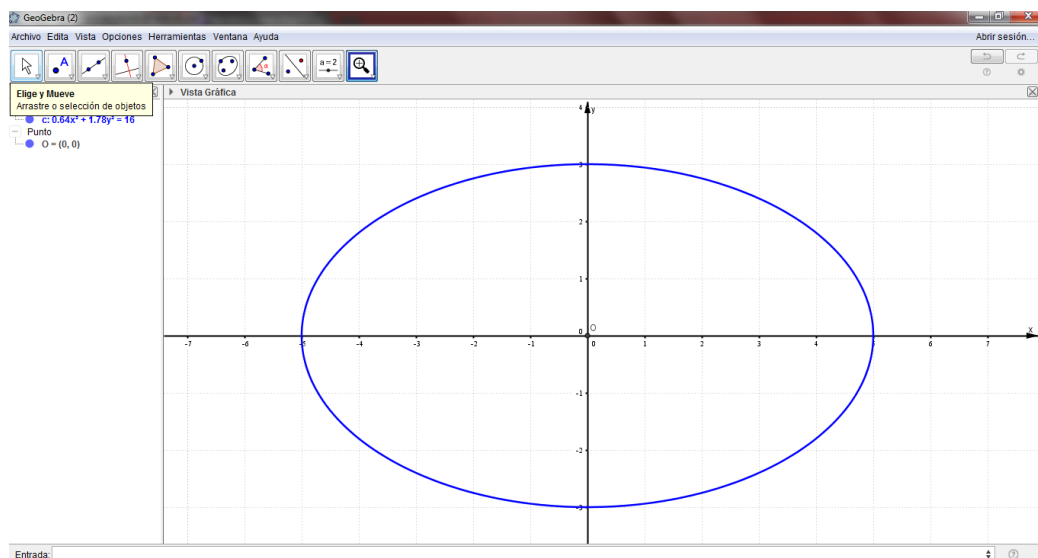 GeoGebra (2)
Archivo Edita Vista Opciones Herramientas Ventana Ayuda
Abrir sesión...
A
α
a=2
Elige y Mueve
Arrastre o selección de objetos
Vista Gráfica
c: 0.64x² + 1.78y² = 16
Punto
O = (0, 0)
y
4
3
2
1
0
O
x
-7 -6 -5 -4 -3 -2 -1 0 1 2 3 4 5 6 7
-1
-2
-3
Entrada: